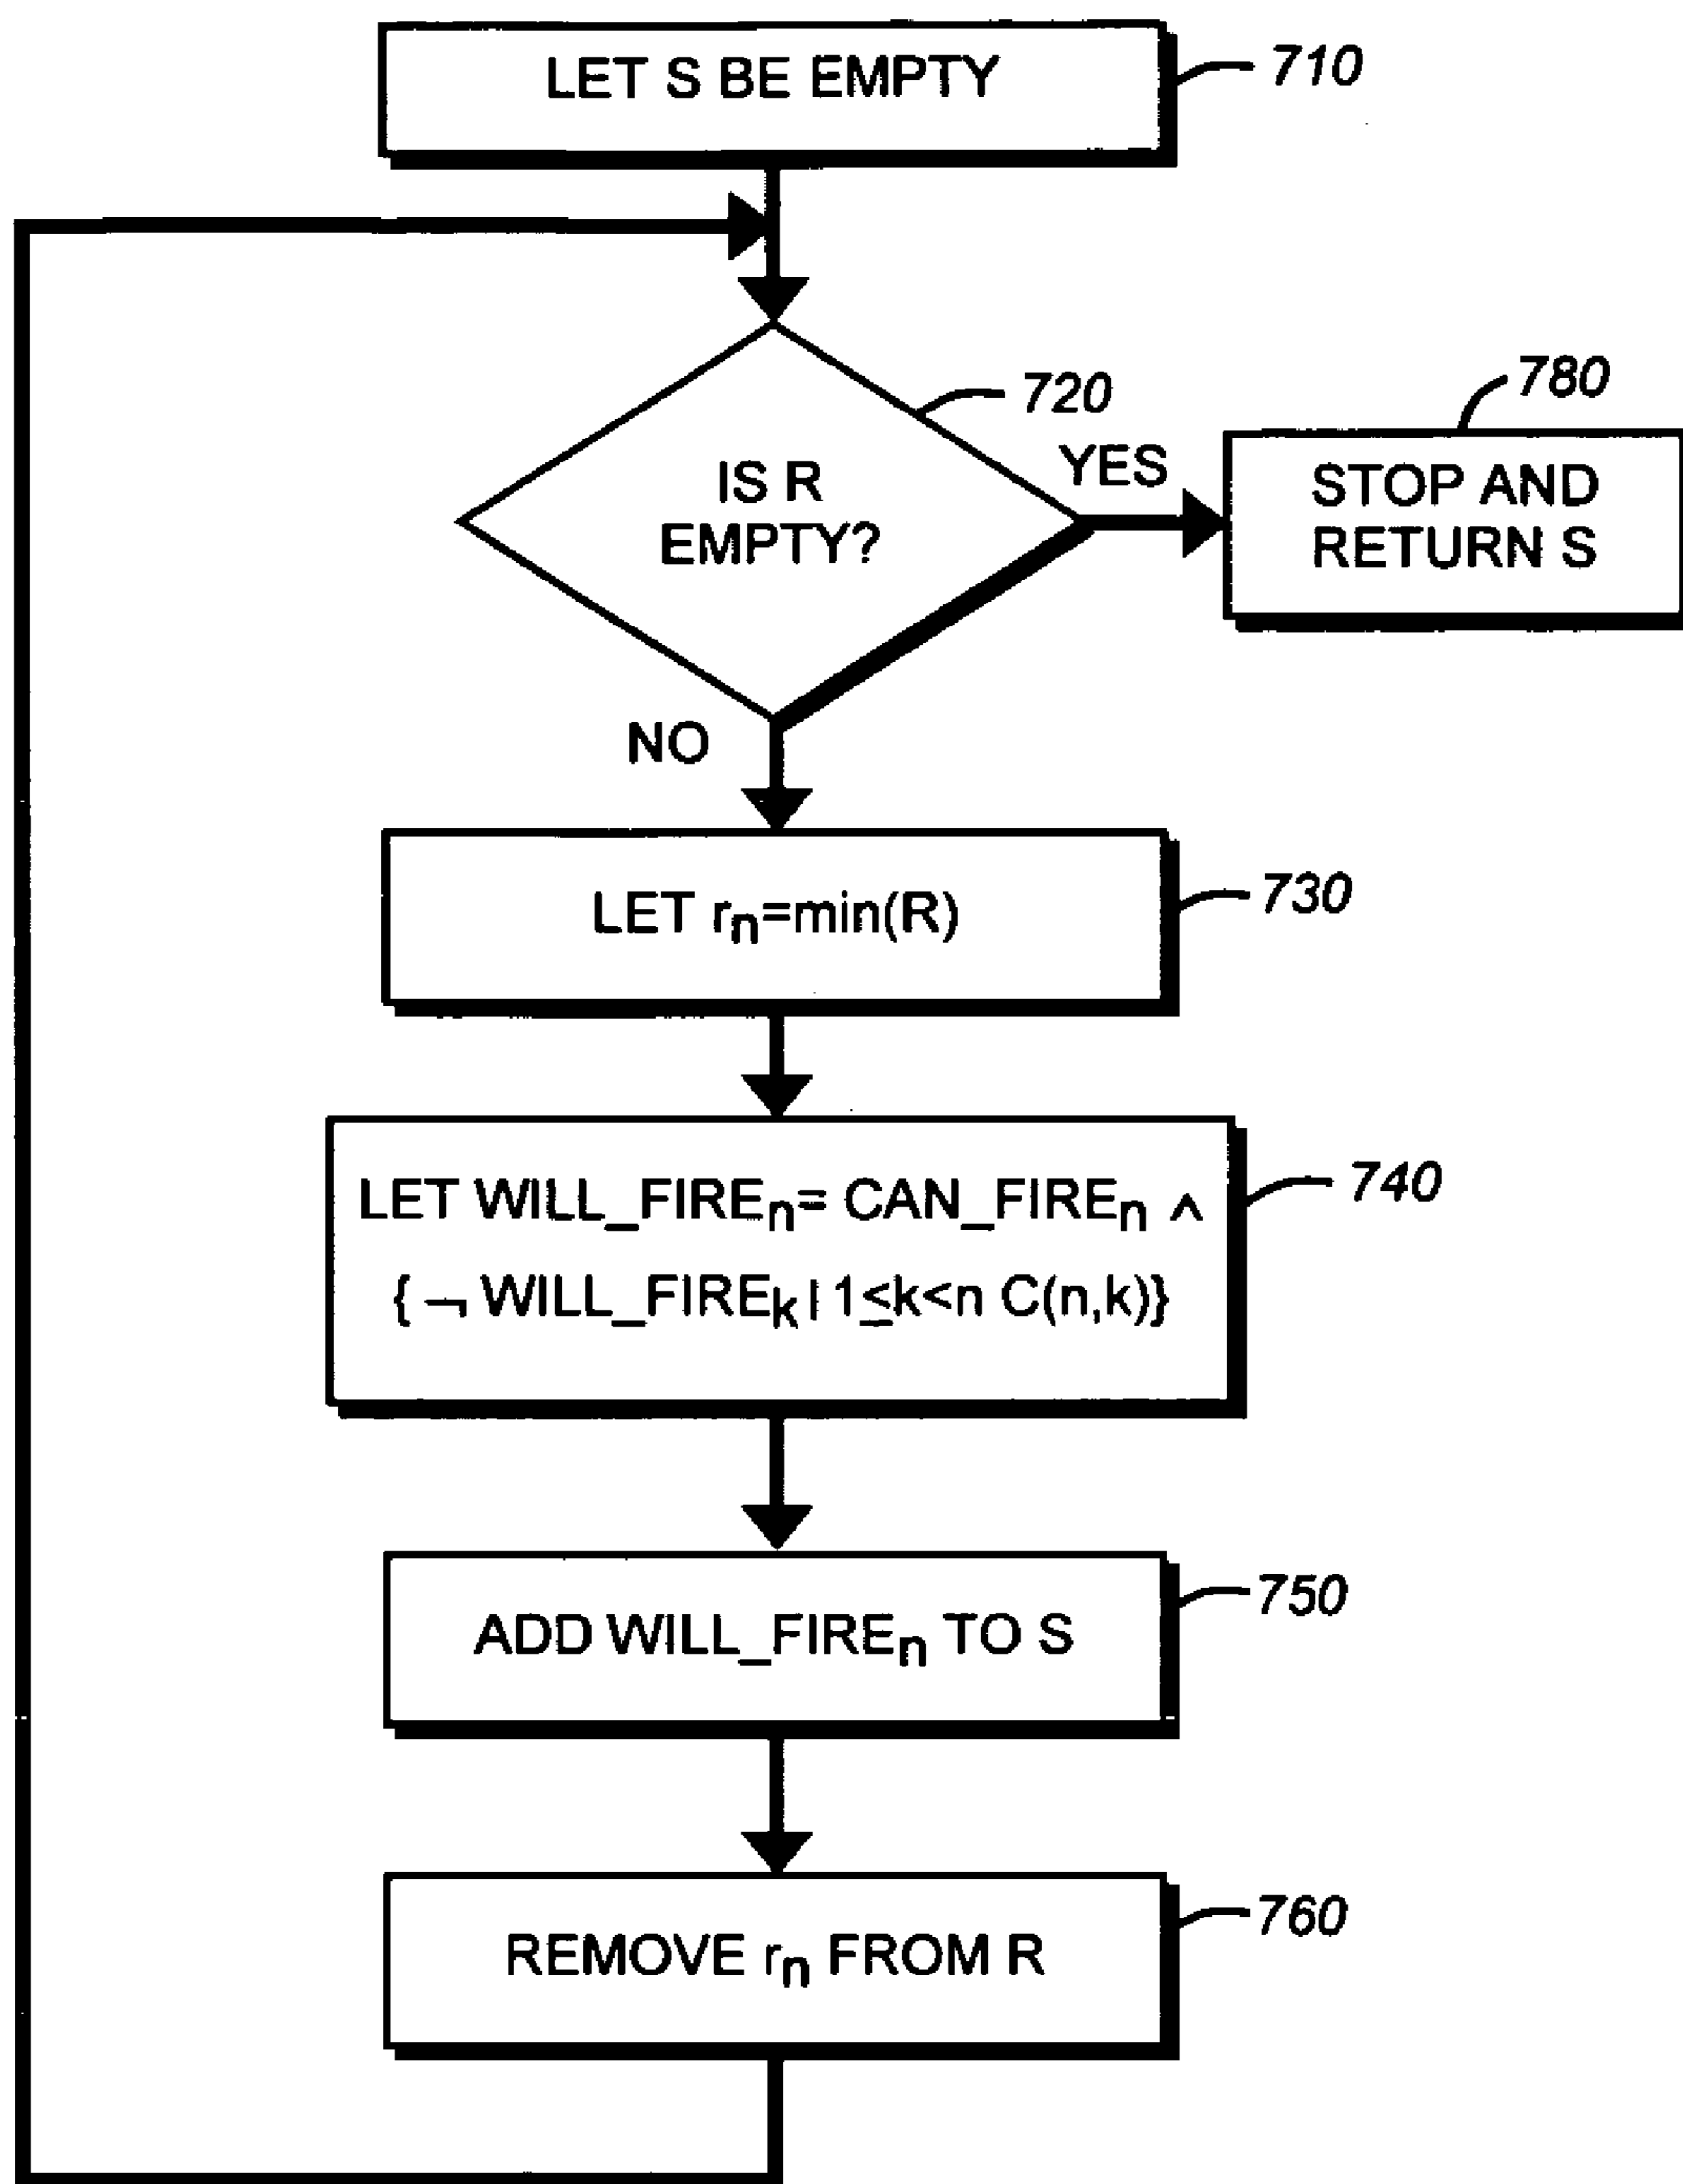 LET S BE EMPTY
710
720
780
IS R
EMPTY?
YES
STOP AND
RETURN S
NO
LET rn=min(R)
730
LET WILL_FIREn= CAN_FIREn ∧
{ ¬ WILL_FIREk | 1≤k<n C(n,k)}
740
ADD WILL_FIREn TO S
750
REMOVE rn FROM R
760